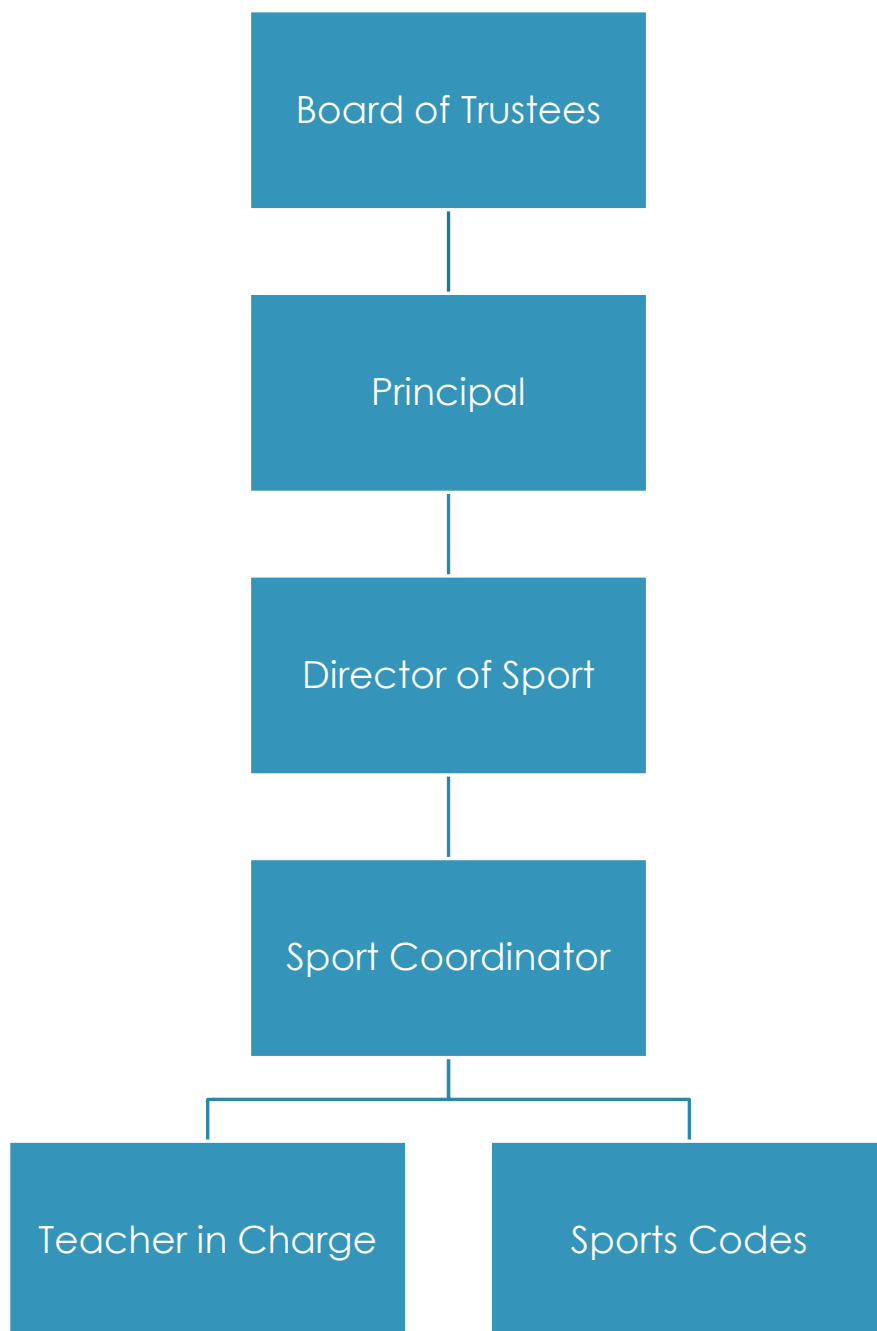 Board of Trustees
Principal
Director of Sport
Sport Coordinator
Teacher in Charge
Sports Codes